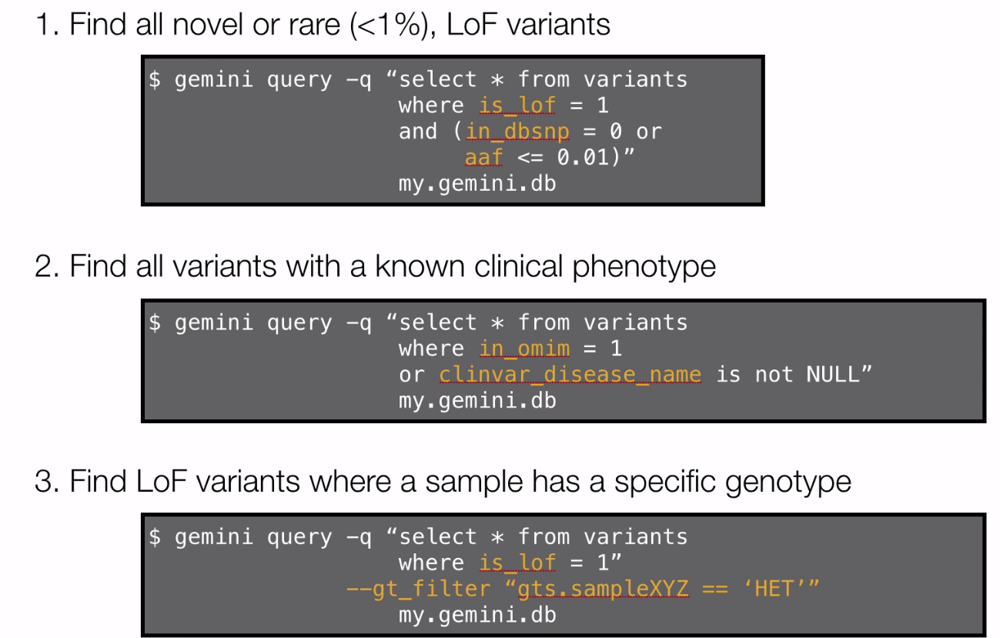 1. Find all novel or rare (<1%), LoF variants
$ gemini query –q “select * from variants
where is_lof = 1
and (in_dbsnp = 0 or
aaf <= 0.01)”
my.gemini.db
2. Find all variants with a known clinical phenotype
$ gemini query –q “select * from variants
where in_omim = 1
or clinvar_disease_name is not NULL”
my.gemini.db
3. Find LoF variants where a sample has a specific genotype
$ gemini query –q “select * from variants
where is_lof = 1”
--gt_filter “gts.sampleXYZ == ‘HET’”
my.gemini.db